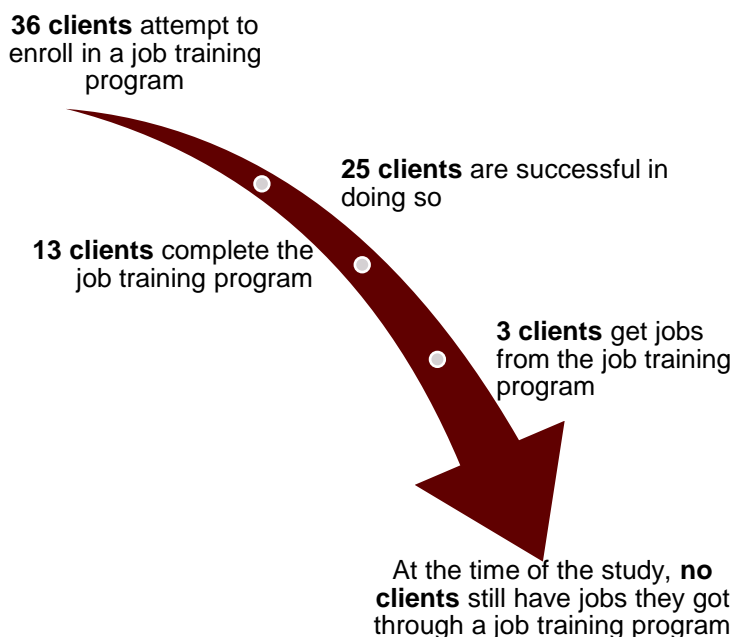 36 clients attempt to
enroll in a job training
program
25 clients are successful in
doing so
13 clients complete the
job training program
3 clients get jobs
from the job training
program
At the time of the study, no
clients still have jobs they got
through a job training program